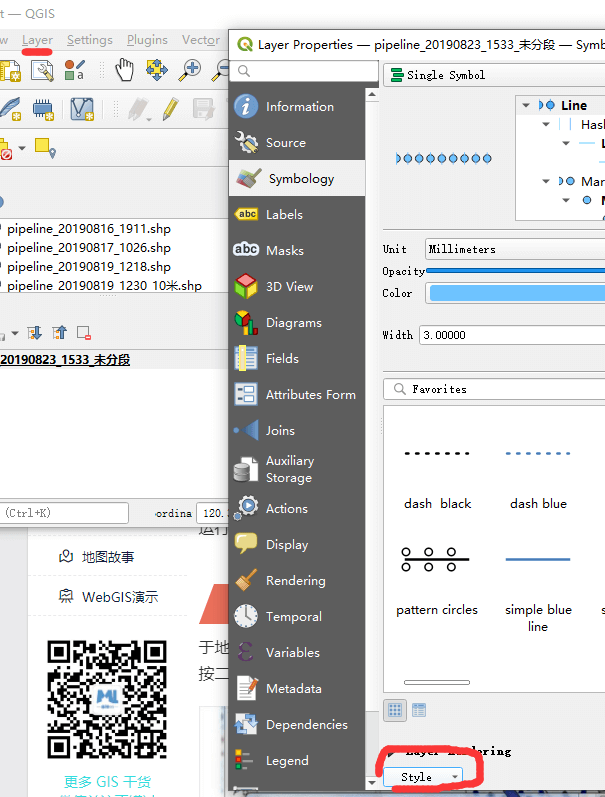 t — QGIS
w Layer Settings Plugins Vector
pipeline_20190816_1911.shp
pipeline_20190817_1026.shp
pipeline_20190819_1218.shp
pipeline_20190819_1230_10米.shp
20190823_1533_未分段
(Ctrl+K)
ordina 120.
运行
地图故事
WebGIS演示
于地
按二
更多 GIS 干货
Layer Properties — pipeline_20190823_1533_未分段 — Symb
Information
Source
Symbology
abc Labels
abc Masks
3D View
Diagrams
Fields
Attributes Form
Joins
Auxiliary
Storage
Actions
Display
Rendering
Temporal
Variables
Metadata
Dependencies
Legend
Single Symbol
Line
Has
L
Mar
Unit Millimeters
Opacity
Color
Width 3.00000
Favorites
dash black
dash blue
pattern circles
simple blue
line
Layer Rendering
Style